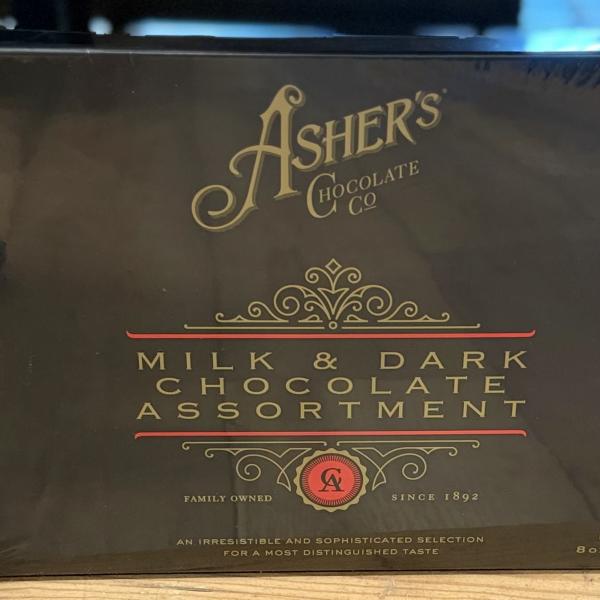 ASHER'S
CHOCOLATE
CO
MILK & DARK
CHOCOLATE
ASSORTMENT
CA
FAMILY OWNED SINCE 1892
AN IRRESISTIBLE AND SOPHISTICATED SELECTION
FOR A MOST DISTINGUISHED TASTE